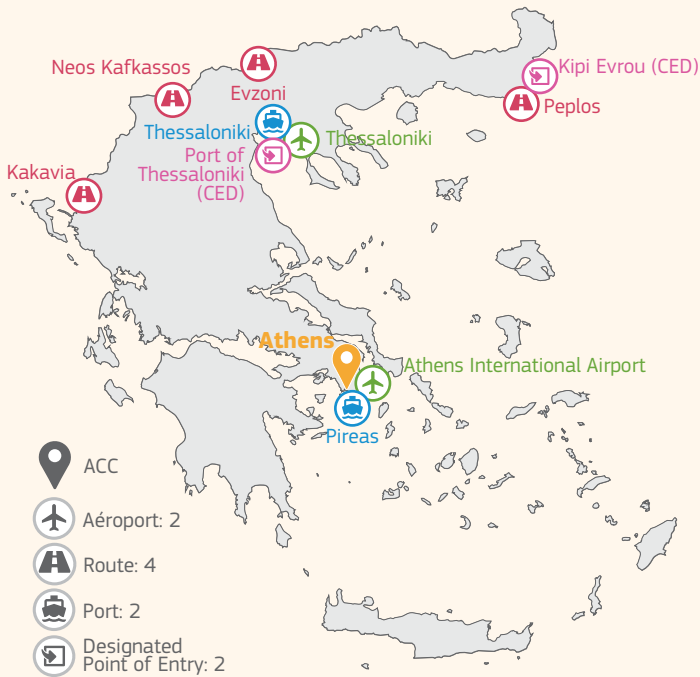 Neos Kafkassos
Evzoni
Kipi Evrou (CED)
Peplos
Thessaloniki
Thessaloniki
Port of
Thessaloniki
(CED)
Kakavia
Athens
Athens International Airport
Pireas
ACC
Aéroport: 2
Route: 4
Port: 2
Designated
Point of Entry: 2